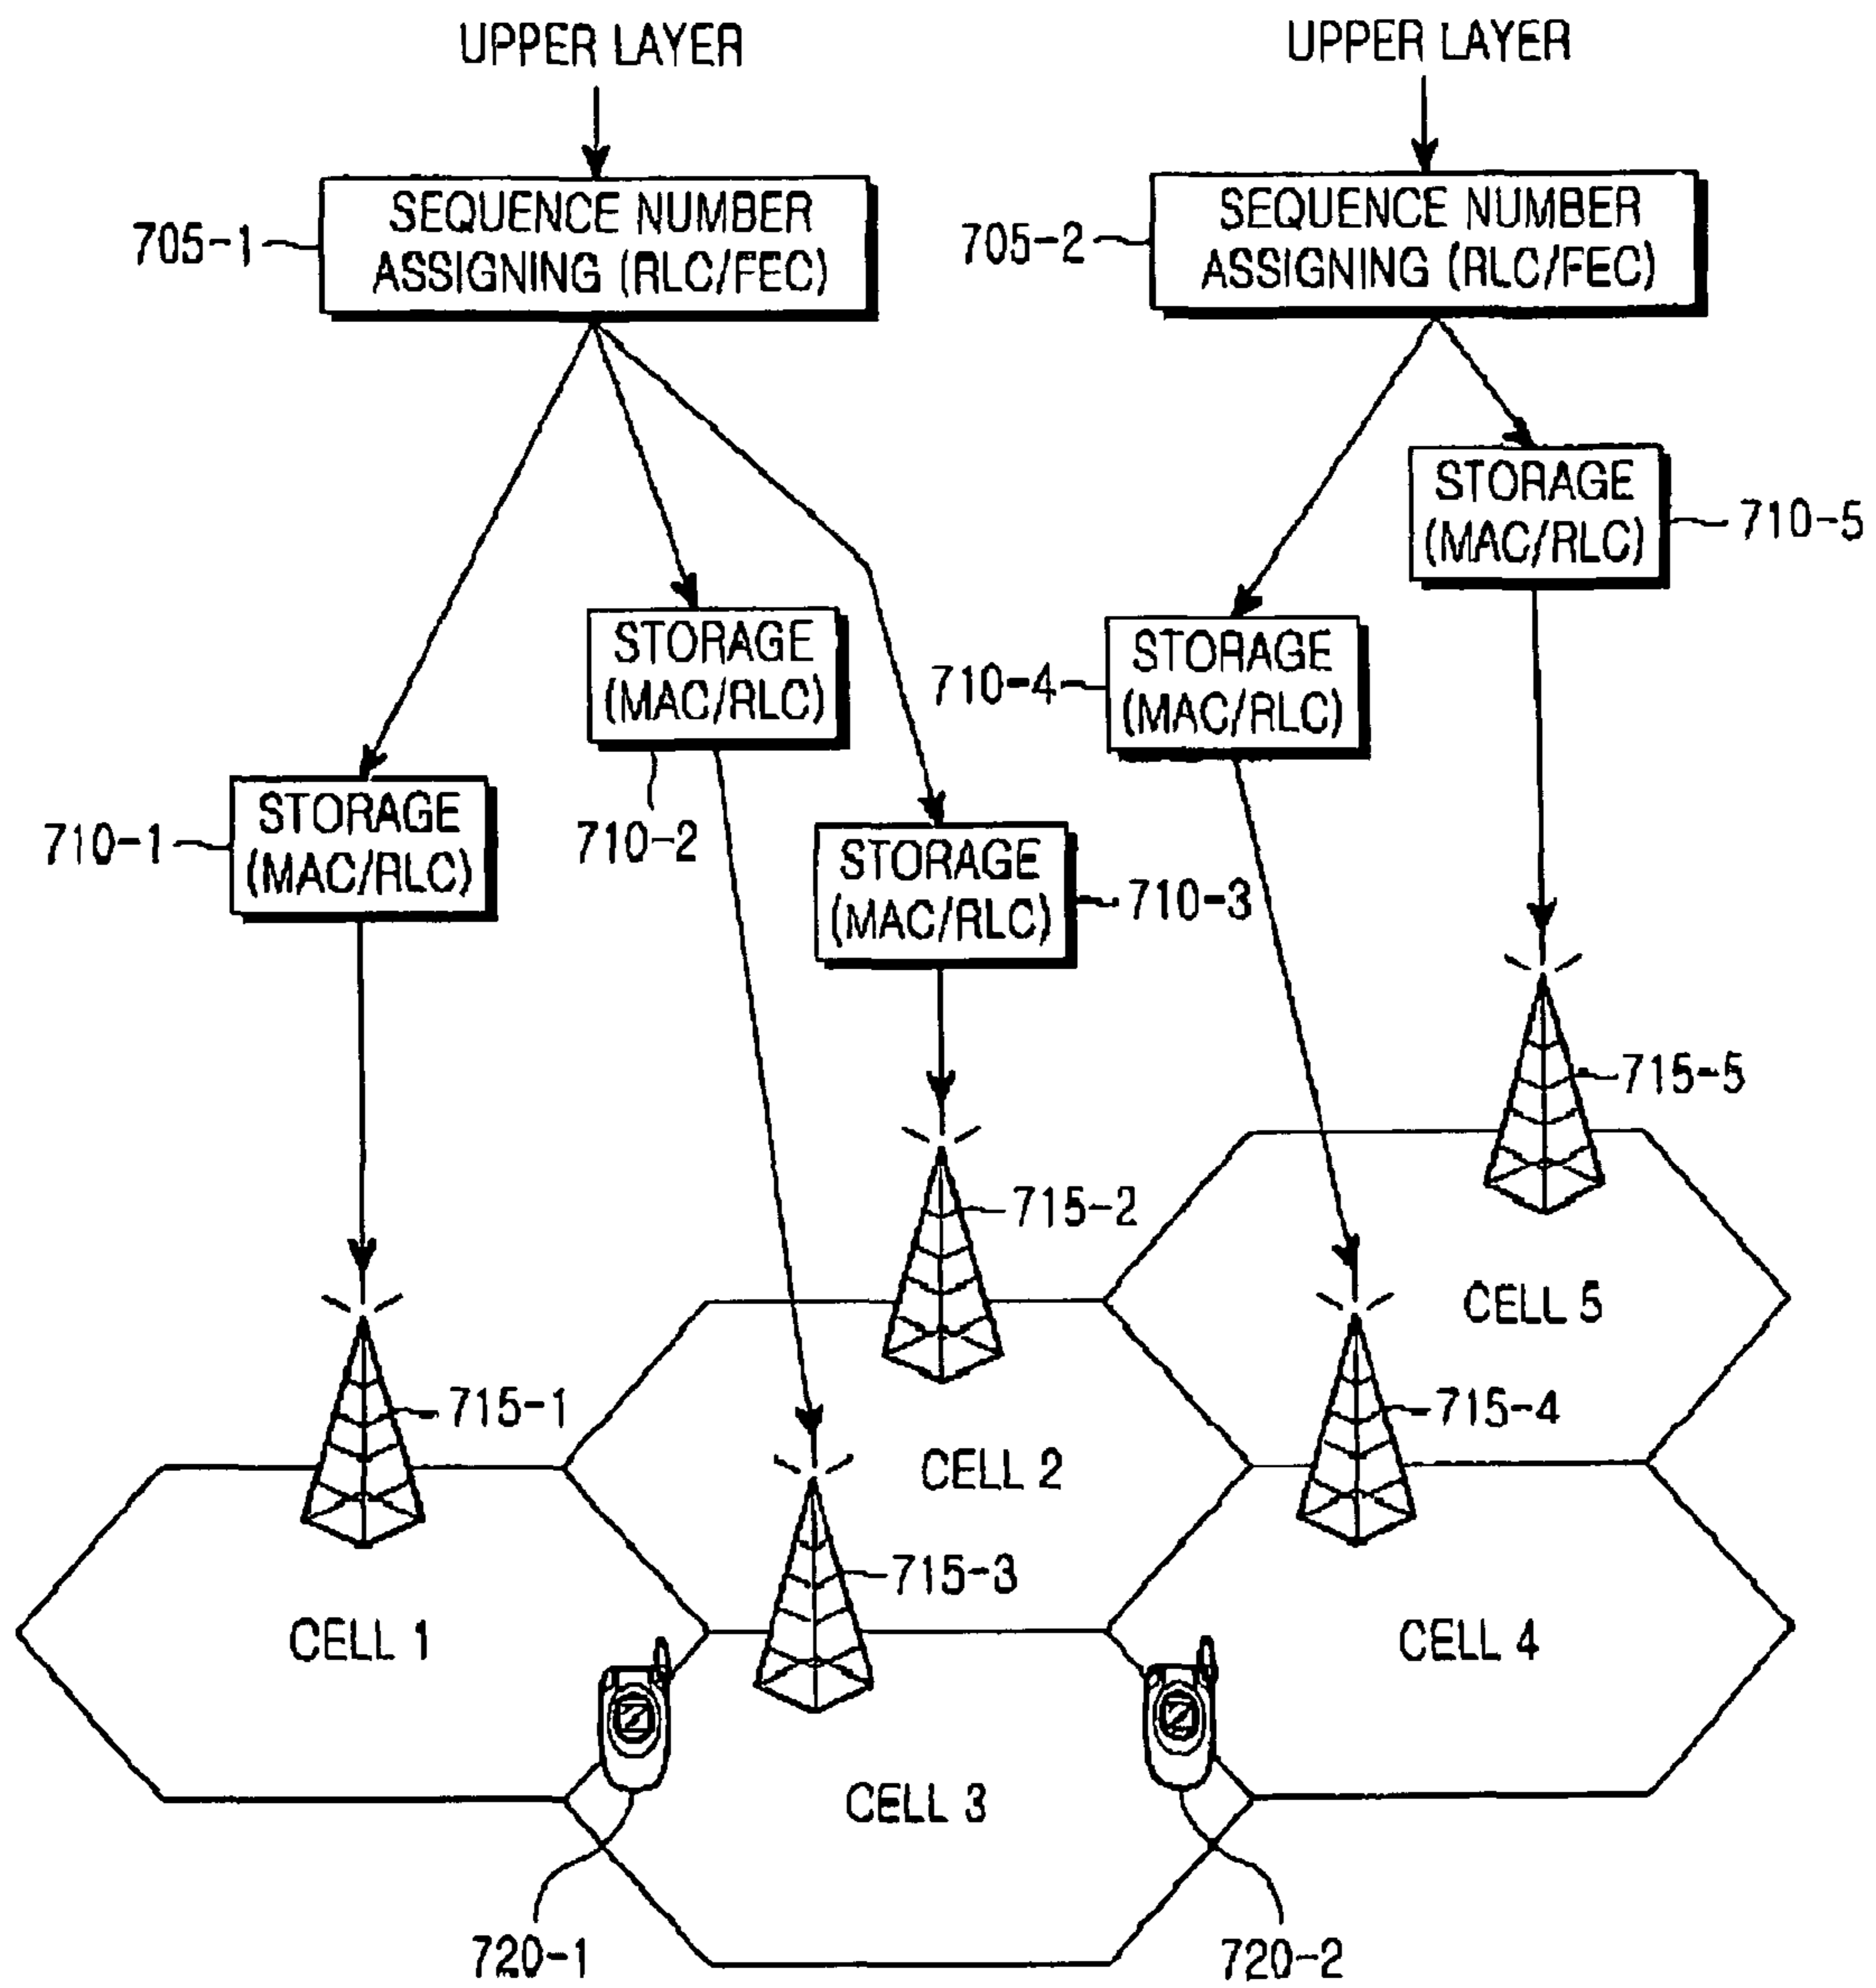 UPPER LAYER
UPPER LAYER
705-1
SEQUENCE NUMBER
ASSIGNING (RLC/FEC)
705-2
SEQUENCE NUMBER
ASSIGNING (RLC/FEC)
STORAGE
(MAC/RLC)
710-5
STORAGE
(MAC/RLC)
710-2
710-4
STORAGE
(MAC/RLC)
710-1
STORAGE
(MAC/RLC)
STORAGE
(MAC/RLC)
710-3
715-5
715-2
CELL 5
715-1
715-4
CELL 2
715-3
CELL 1
CELL 4
CELL 3
720-1
720-2